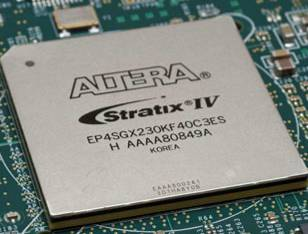 ALTERA®
Stratix® IV
EP4SGX230KF40C3ES
H AAAA80849A
KOREA